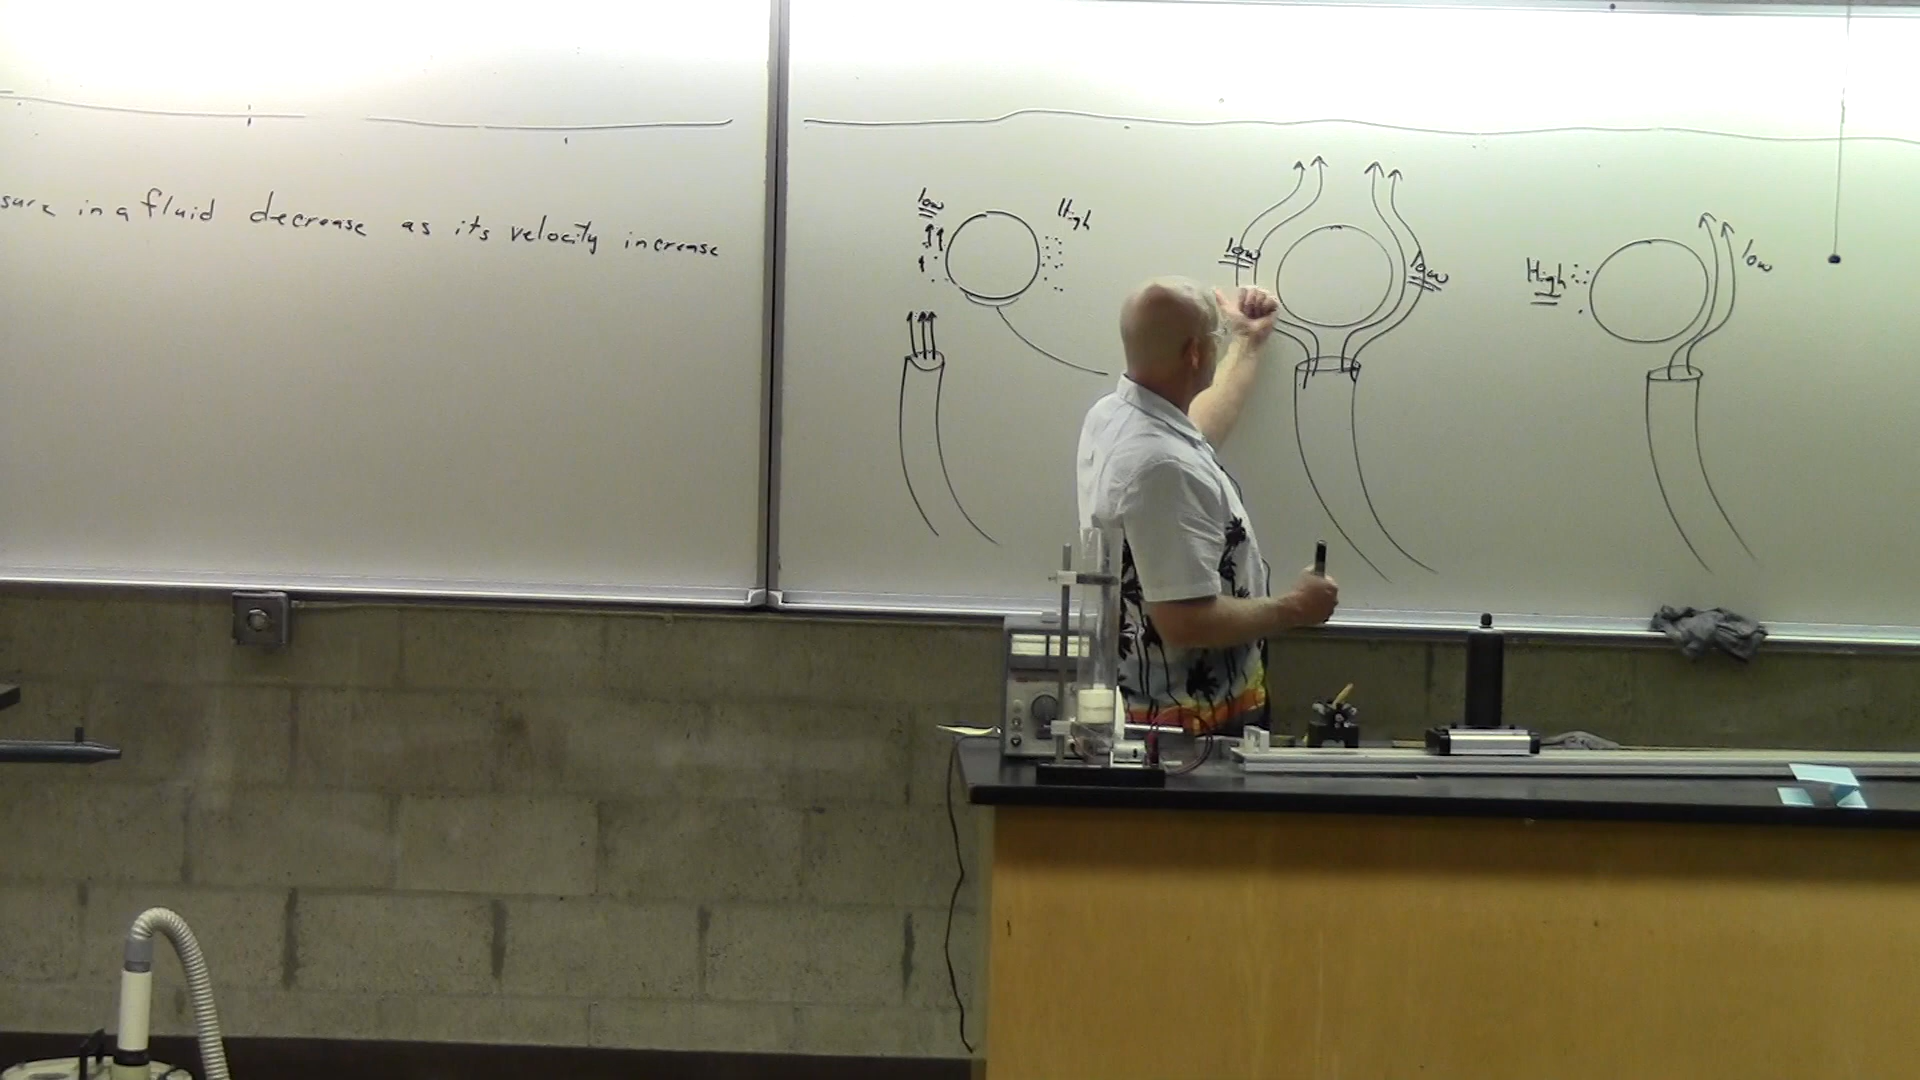 sure in a fluid decrease as its velocity increase
low
High
low
low
High
low